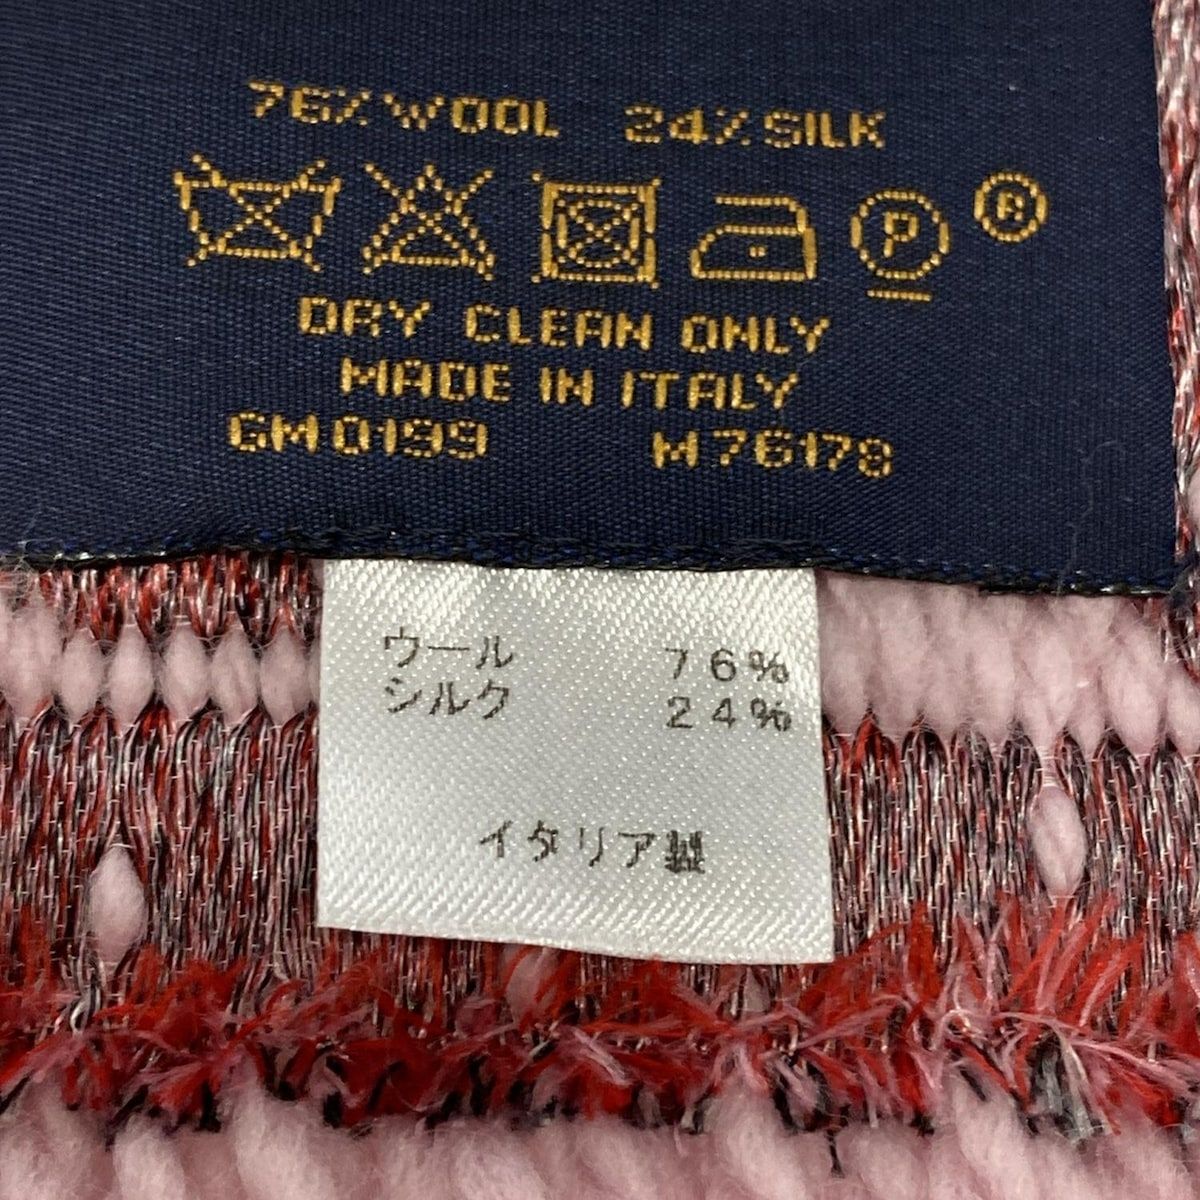 76% WOOL 24% SILK
P R
DRY CLEAN ONLY
MADE IN ITALY
GM0199 M76178
ウール 76%
シルク 24%
イタリア製